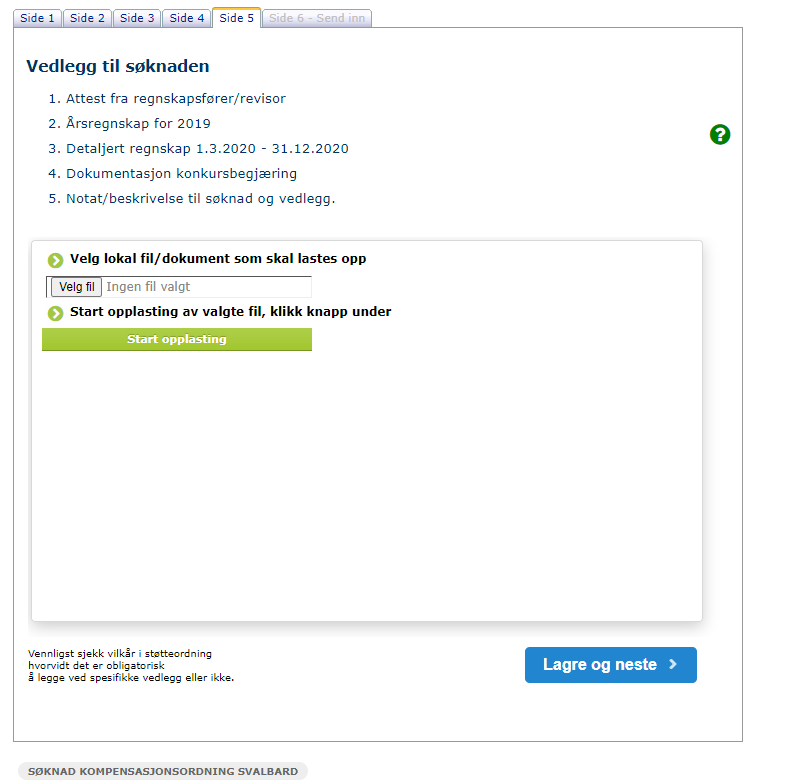 Side 1 Side 2 Side 3 Side 4 Side 5 Side 6 - Send inn
Vedlegg til søknaden
1. Attest fra regnskapsfører/revisor
2. Årsregnskap for 2019
3. Detaljert regnskap 1.3.2020 - 31.12.2020
4. Dokumentasjon konkursbegjæring
5. Notat/beskrivelse til søknad og vedlegg.
?
Velg lokal fil/dokument som skal lastes opp
Velg fil Ingen fil valgt
Start opplasting av valgte fil, klikk knapp under
Start opplasting
Vennligst sjekk vilkår i støtteordning
hvorvidt det er obligatorisk
å legge ved spesifikke vedlegg eller ikke.
Lagre og neste
SØKNAD KOMPENSASJONSORDNING SVALBARD